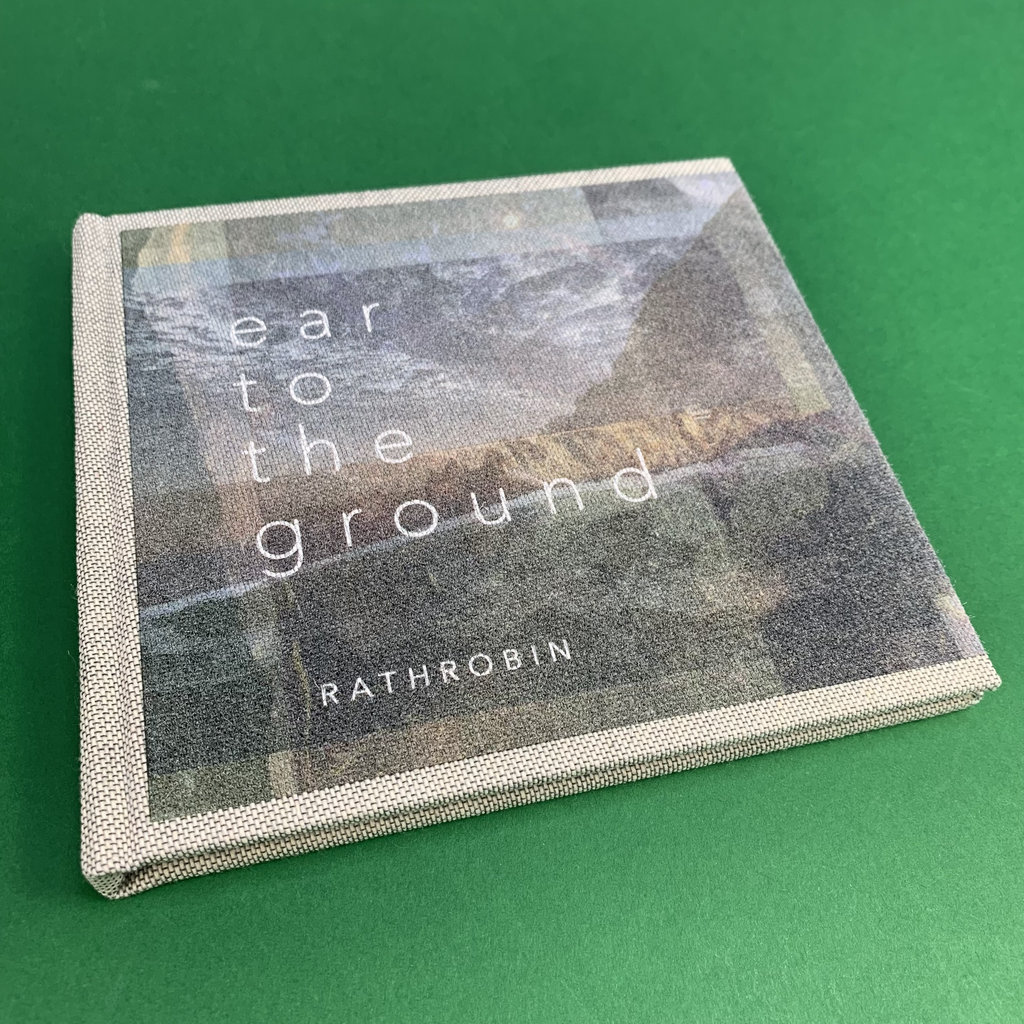 ear
to
the
ground
RATHROBIN